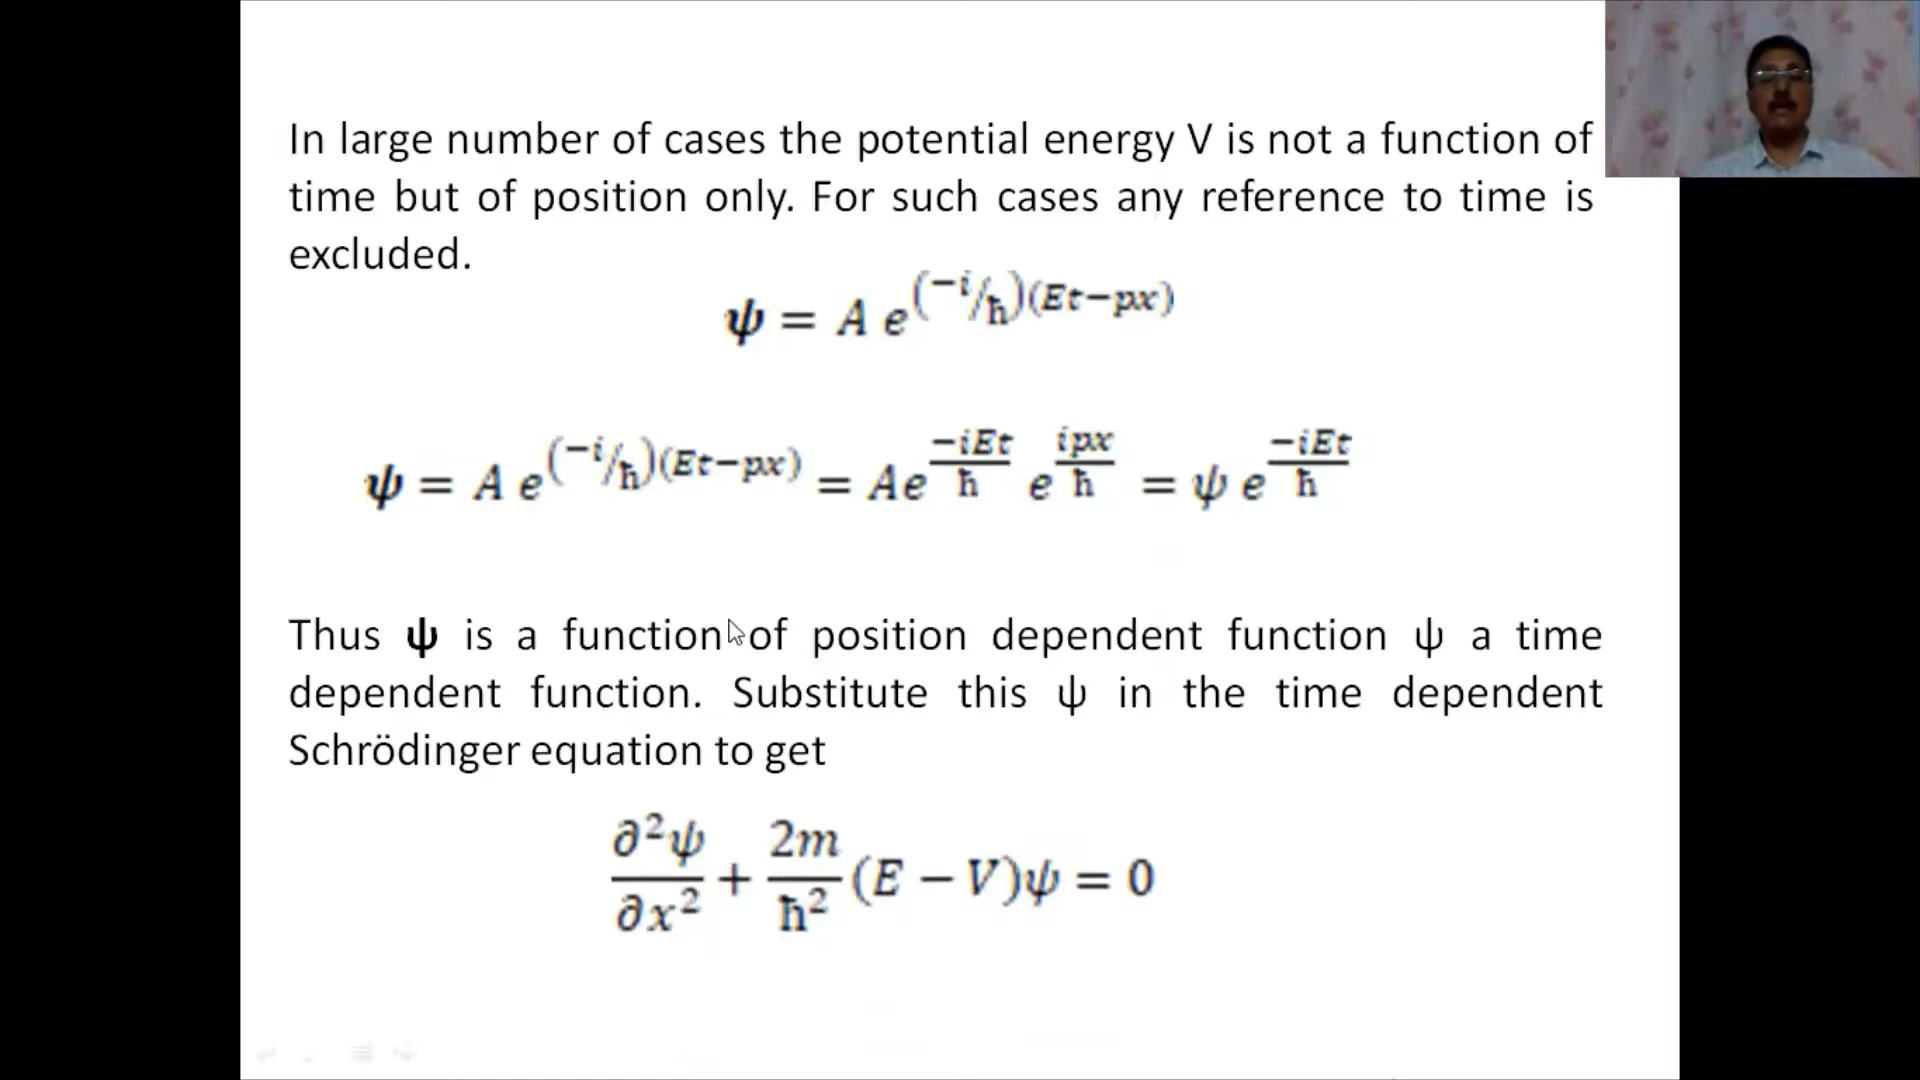 In large number of cases the potential energy V is not a function of
time but of position only. For such cases any reference to time is
excluded.
𝛙 = A e^{(−i/ħ)(Et−px)}
𝛙 = A e^{(−i/ħ)(Et−px)} = Ae^{−iEt/ħ} e^{ipx/ħ} = ψ e^{−iEt/ħ}
Thus 𝛙 is a function of position dependent function ψ a time
dependent function. Substitute this ψ in the time dependent
Schrödinger equation to get
∂²ψ/∂x² + 2m/ħ² (E − V)ψ = 0